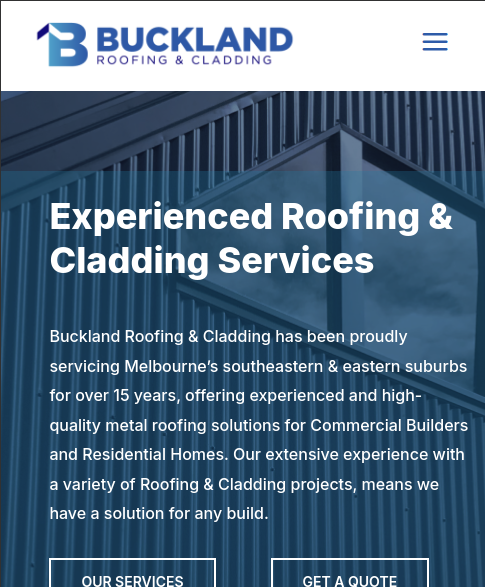 BUCKLAND
ROOFING & CLADDING
Experienced Roofing &
Cladding Services
Buckland Roofing & Cladding has been proudly
servicing Melbourne’s southeastern & eastern suburbs
for over 15 years, offering experienced and high-
quality metal roofing solutions for Commercial Builders
and Residential Homes. Our extensive experience with
a variety of Roofing & Cladding projects, means we
have a solution for any build.
OUR SERVICES
GET A QUOTE